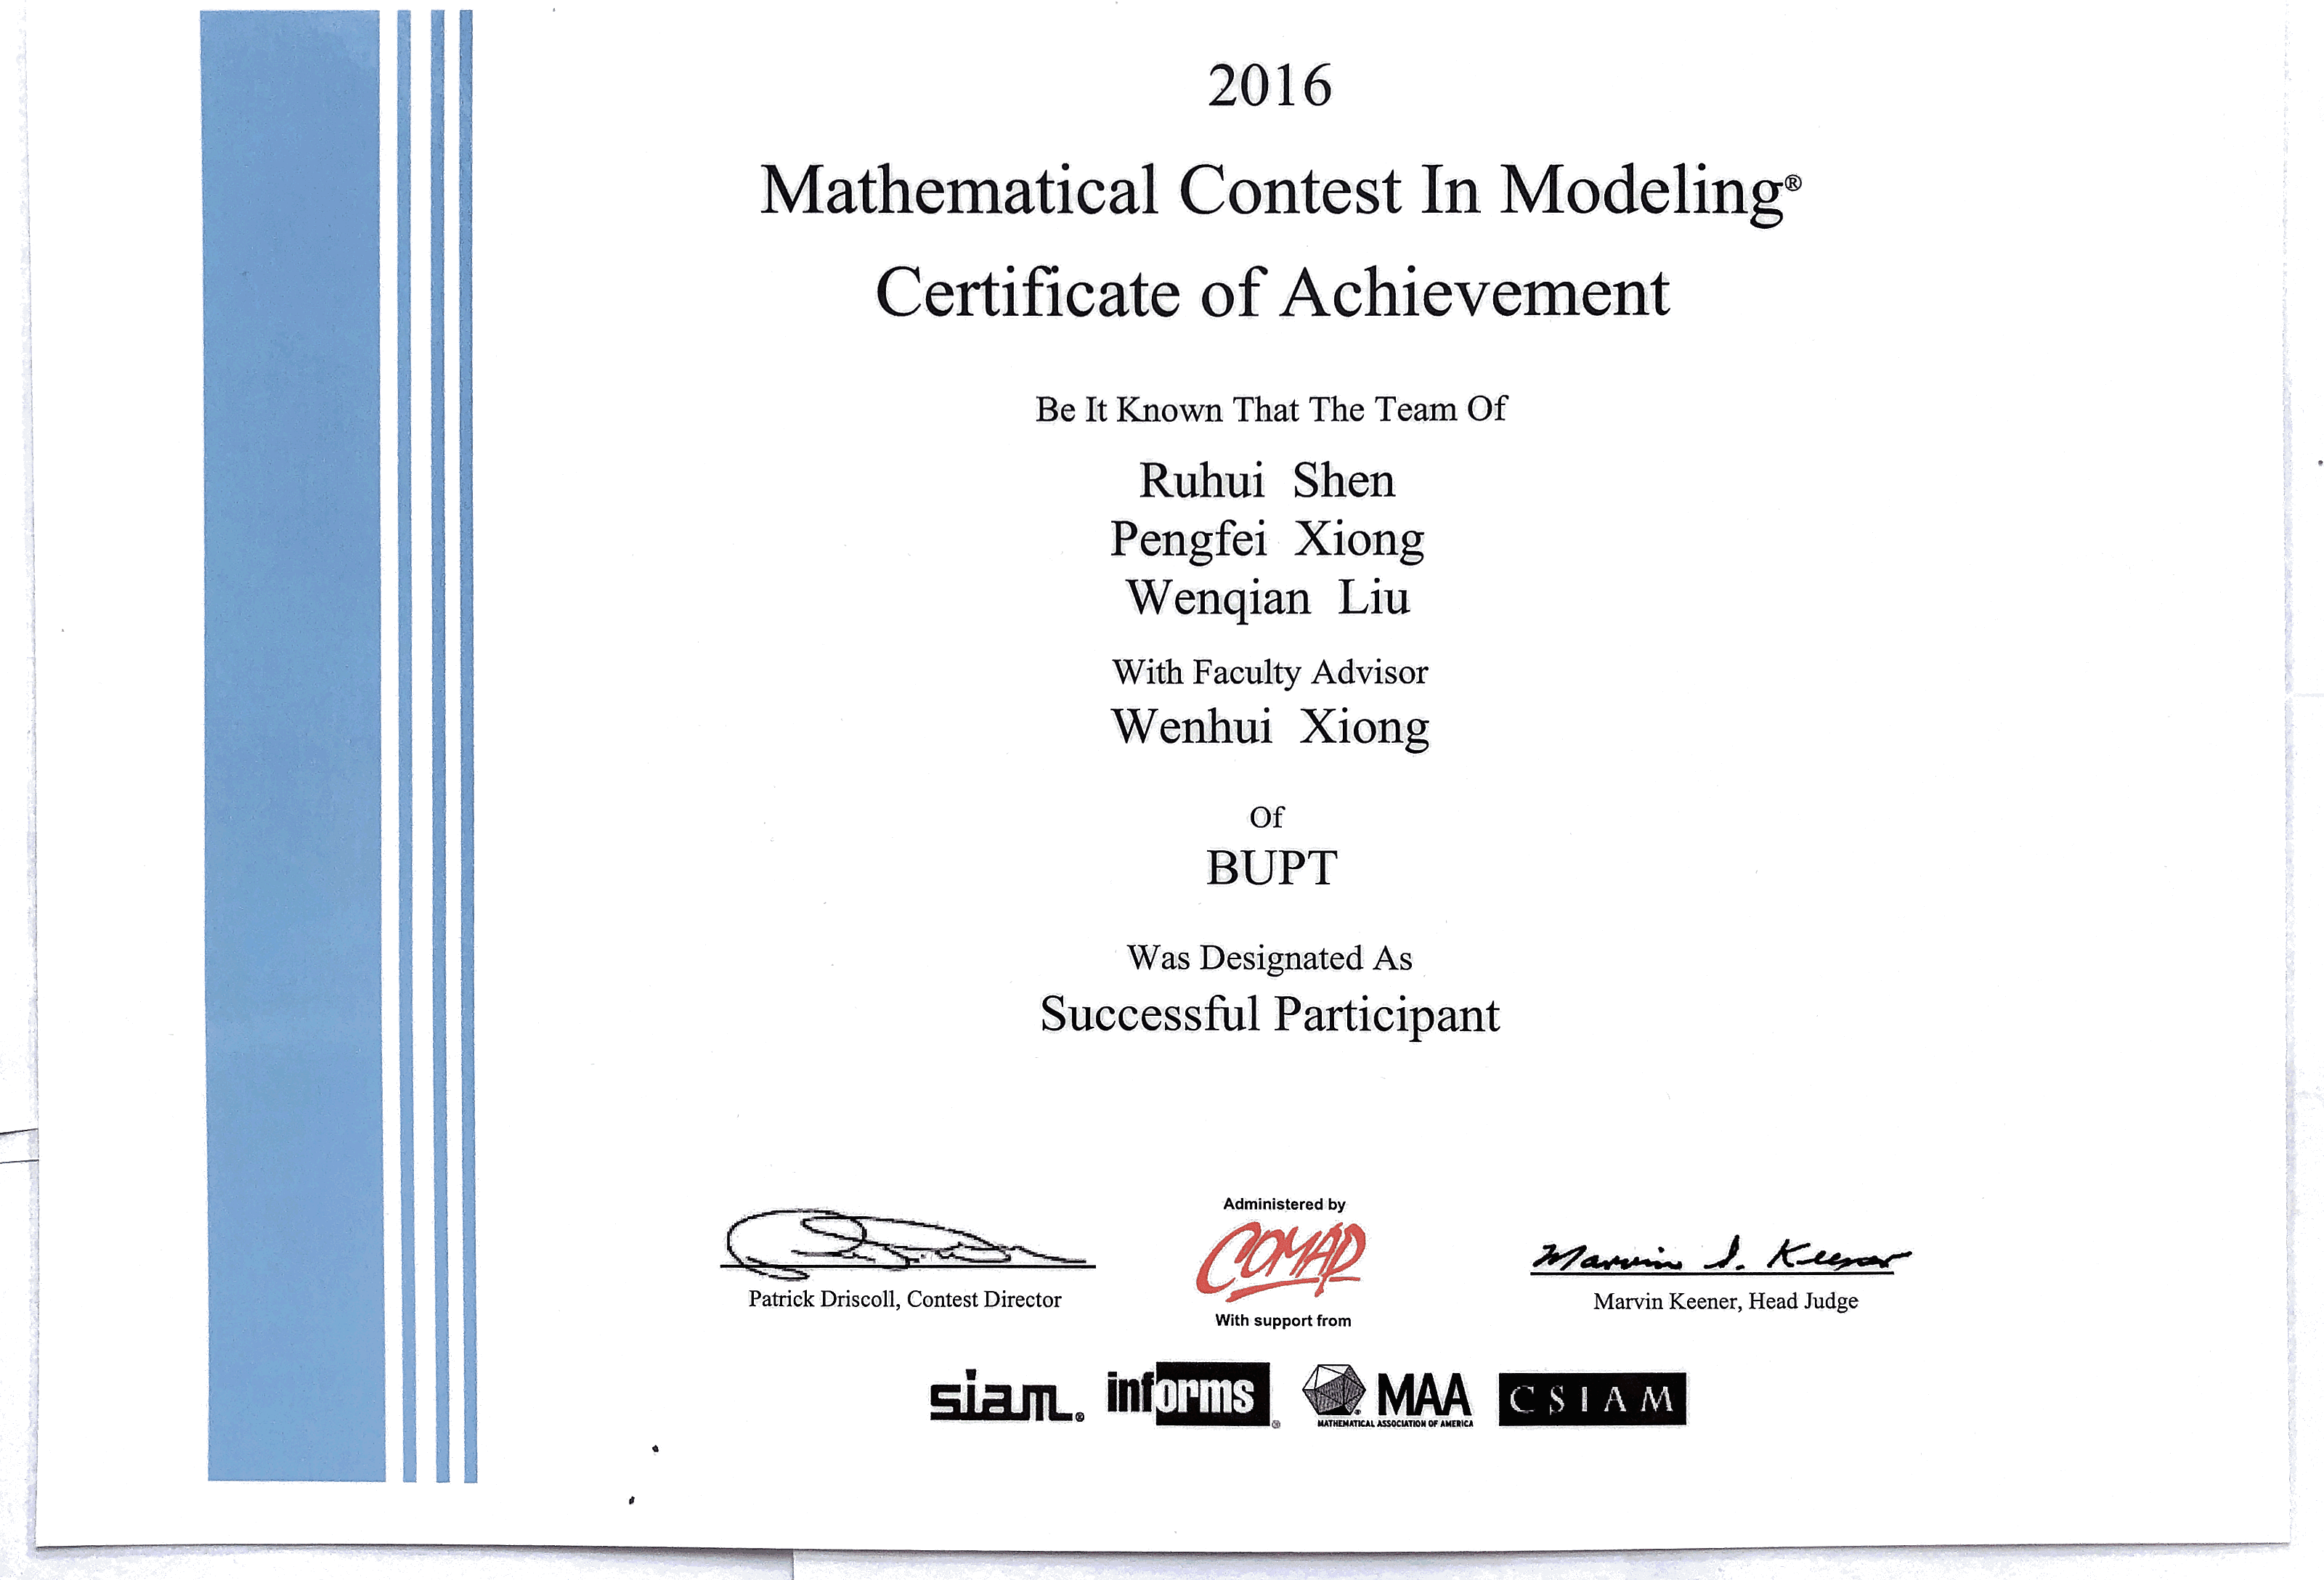 2016
Mathematical Contest In Modeling®
Certificate of Achievement
Be It Known That The Team Of
Ruhui Shen
Pengfei Xiong
Wenqian Liu
With Faculty Advisor
Wenhui Xiong
Of
BUPT
Was Designated As
Successful Participant
Administered by
COMAP
With support from
Patrick Driscoll, Contest Director
Marvin S. Keener
Marvin Keener, Head Judge
siam®
informs®
MAA
MATHEMATICAL ASSOCIATION OF AMERICA
CSIAM